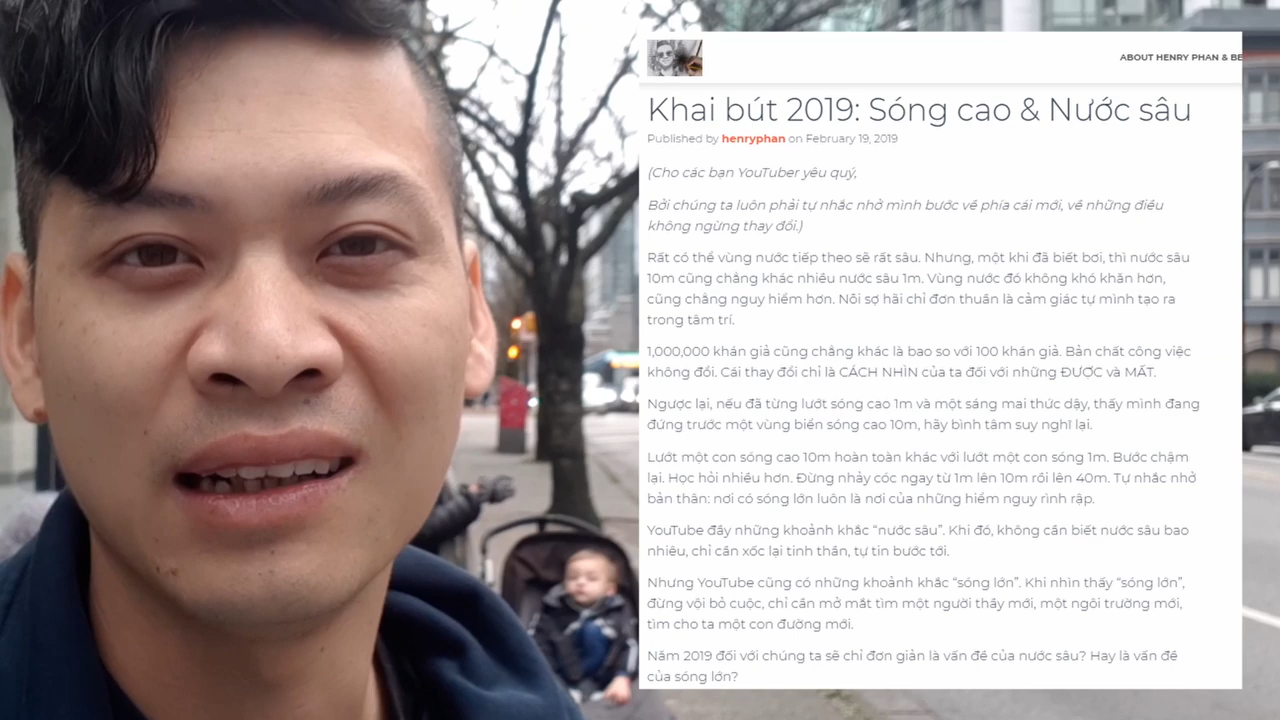 ABOUT HENRY PHAN & BE
Khai bút 2019: Sóng cao & Nước sâu
Published by henryphan on February 19, 2019
(Cho các bạn YouTuber yêu quý,
Bởi chúng ta luôn phải tự nhắc nhở mình bước về phía cái mới, về những điều
không ngừng thay đổi.)
Rất có thể vùng nước tiếp theo sẽ rất sâu. Nhưng, một khi đã biết bơi, thì nước sâu
10m cũng chẳng khác nhiều nước sâu 1m. Vùng nước đó không khó khăn hơn,
cũng chẳng nguy hiểm hơn. Nỗi sợ hãi chỉ đơn thuần là cảm giác tự mình tạo ra
trong tâm trí.
1,000,000 khán giả cũng chẳng khác là bao so với 100 khán giả. Bản chất công việc
không đổi. Cái thay đổi chỉ là CÁCH NHÌN của ta đối với những ĐƯỢC và MẤT.
Ngược lại, nếu đã từng lướt sóng cao 1m và một sáng mai thức dậy, thấy mình đang
đứng trước một vùng biển sóng cao 10m, hãy bình tâm suy nghĩ lại.
Lướt một con sóng cao 10m hoàn toàn khác với lướt một con sóng 1m. Bước chậm
lại. Học hỏi nhiều hơn. Đừng nhảy cóc ngay từ 1m lên 10m rồi lên 40m. Tự nhắc nhở
bản thân: nơi có sóng lớn luôn là nơi của những hiểm nguy rình rập.
YouTube đầy những khoảnh khắc “nước sâu”. Khi đó, không cần biết nước sâu bao
nhiêu, chỉ cần xốc lại tinh thần, tự tin bước tới.
Nhưng YouTube cũng có những khoảnh khắc “sóng lớn”. Khi nhìn thấy “sóng lớn”,
đừng vội bỏ cuộc, chỉ cần mở mắt tìm một người thầy mới, một ngôi trường mới,
tìm cho ta một con đường mới.
Năm 2019 đối với chúng ta sẽ chỉ đơn giản là vấn đề của nước sâu? Hay là vấn đề
của sóng lớn?